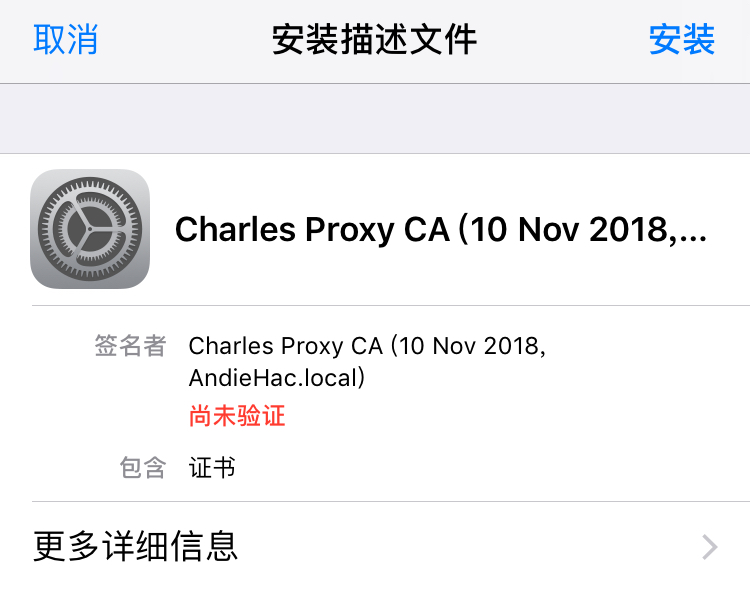 取消 安装描述文件 安装
Charles Proxy CA (10 Nov 2018,...
签名者 Charles Proxy CA (10 Nov 2018,
AndieHac.local)
尚未验证
包含 证书
更多详细信息